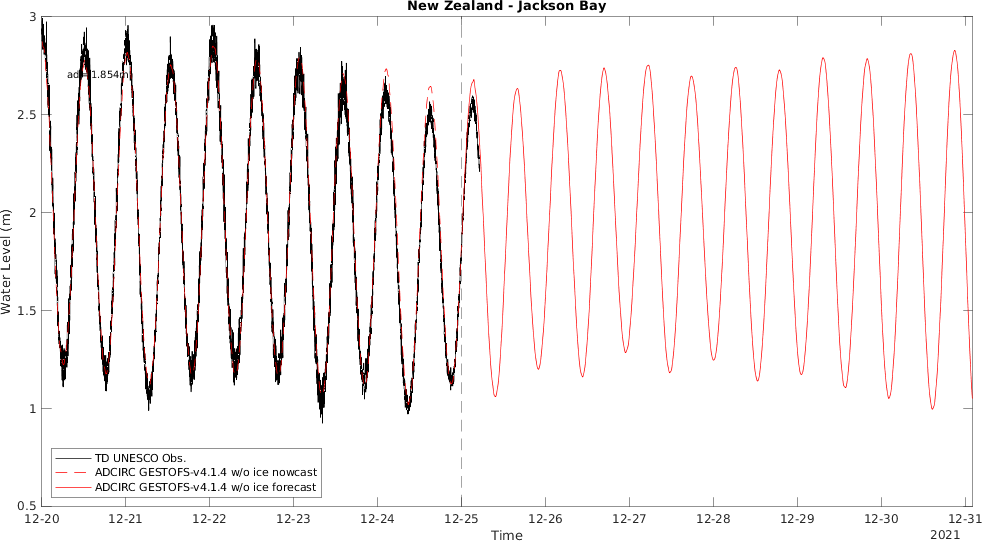 New Zealand - Jackson Bay
3
2.5
2
1.5
1
0.5
Water Level (m)
1.854m
TD UNESCO Obs.
ADCIRC GESTOFS-v4.1.4 w/o ice nowcast
ADCIRC GESTOFS-v4.1.4 w/o ice forecast
12-20 12-21 12-22 12-23 12-24 12-25 12-26 12-27 12-28 12-29 12-30 12-31
Time
2021